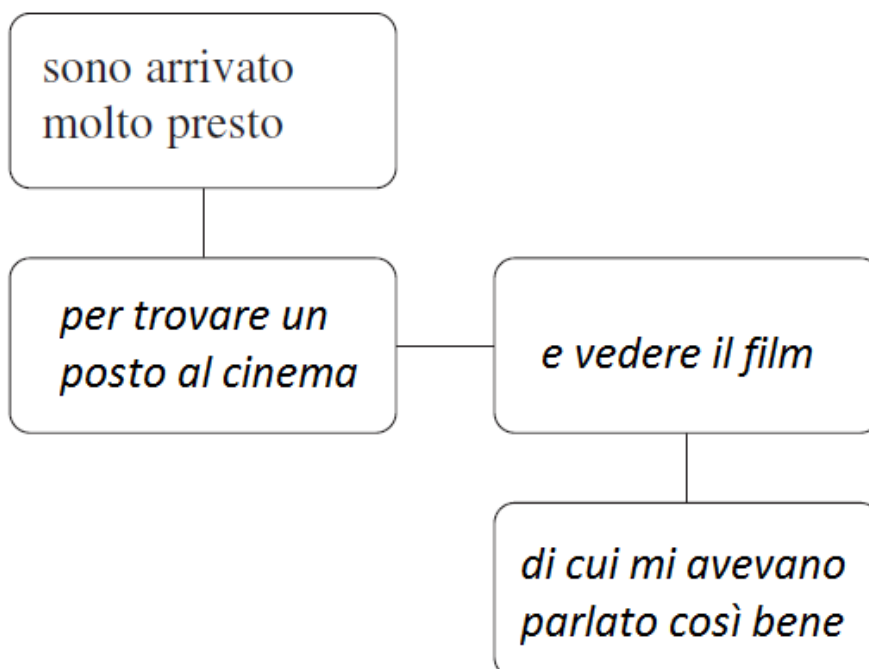 sono arrivato
molto presto
per trovare un
posto al cinema
e vedere il film
di cui mi avevano
parlato così bene